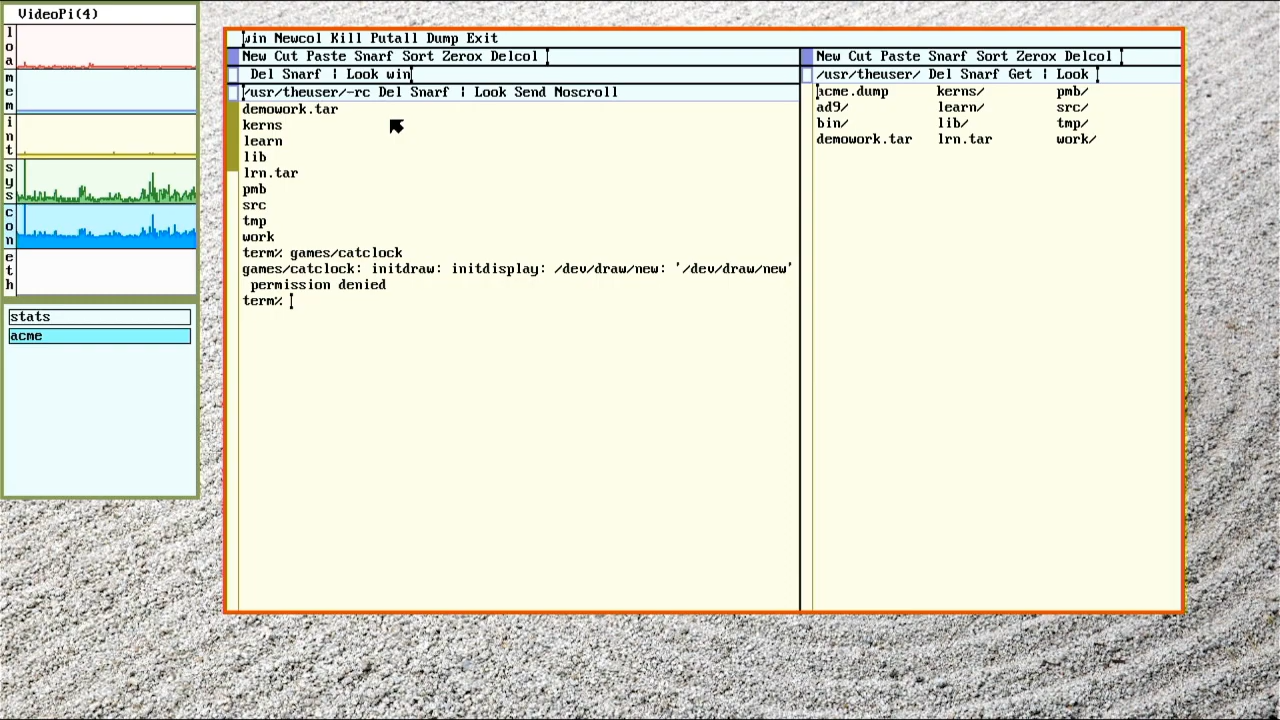 VideoPi(4)
loa
mem
int
sys
con
eth
stats
acme
win Newcol Kill Putall Dump Exit
New Cut Paste Snarf Sort Zerox Delcol
Del Snarf | Look win
/usr/theuser/-rc Del Snarf | Look Send Noscroll
demowork.tar
kerns
learn
lib
lrn.tar
pmb
src
tmp
work
term% games/catclock
games/catclock: initdraw: initdisplay: /dev/draw/new: '/dev/draw/new'
permission denied
term%
New Cut Paste Snarf Sort Zerox Delcol
/usr/theuser/ Del Snarf Get | Look
acme.dump kerns/ pmb/
ad9/ learn/ src/
bin/ lib/ tmp/
demowork.tar lrn.tar work/